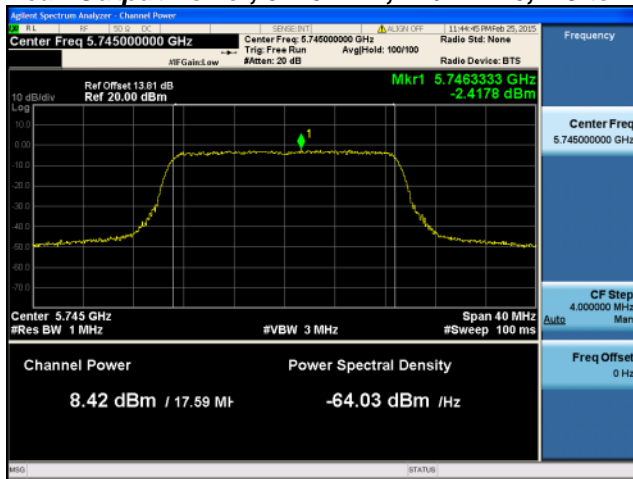 Agilent Spectrum Analyzer - Channel Power
RL RF 50 Ω DC SENSE:INT ALIGN OFF 11:44:45 PM Feb 25, 2015
Center Freq 5.745000000 GHz
Center Freq: 5.745000000 GHz
Radio Std: None
Trig: Free Run Avg|Hold: 100/100
#IFGain:Low #Atten: 20 dB Radio Device: BTS
Frequency
Mkr1 5.7463333 GHz
-2.4178 dBm
Ref Offset 13.81 dB
10 dB/div Ref 20.00 dBm
Log
10.0
0.00
-10.0
-20.0
-30.0
-40.0
-50.0
-60.0
-70.0
1
Center Freq
5.745000000 GHz
Center 5.745 GHz Span 40 MHz
#Res BW 1 MHz #VBW 3 MHz #Sweep 100 ms
CF Step
4.000000 MHz
Auto Man
Channel Power Power Spectral Density
8.42 dBm / 17.59 MH -64.03 dBm /Hz
Freq Offset
0 Hz
MSG STATUS